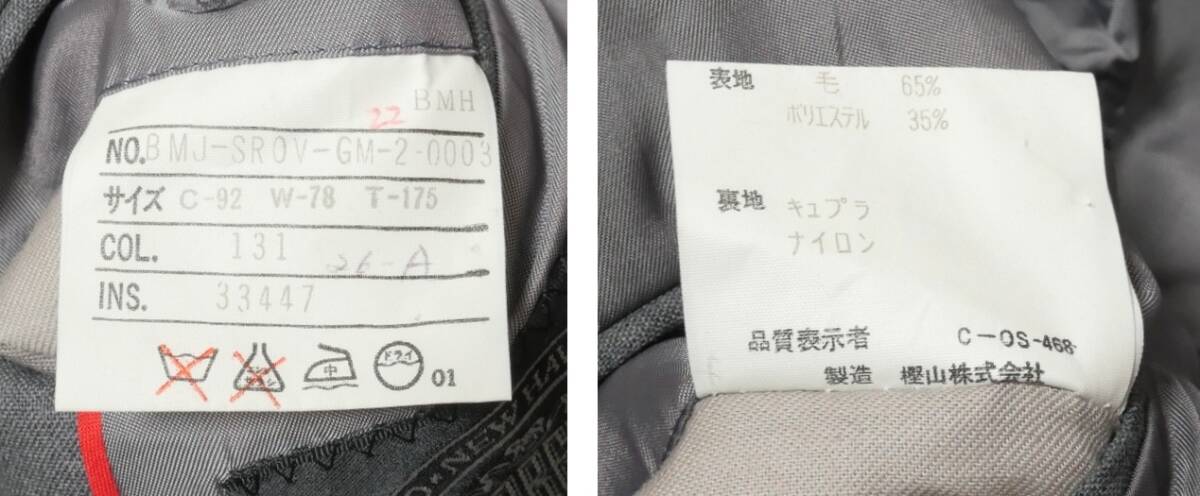 BMH
22
NO. BMJ-SROV-GM-2-0003
サイズ C-92 W-78 T-175
COL. 131 26-A
INS. 33447
中 ドライ 01
NEW HA
表地 毛 65%
ポリエステル 35%
裏地 キュプラ
ナイロン
品質表示者 C-OS-468
製造 樫山株式会社